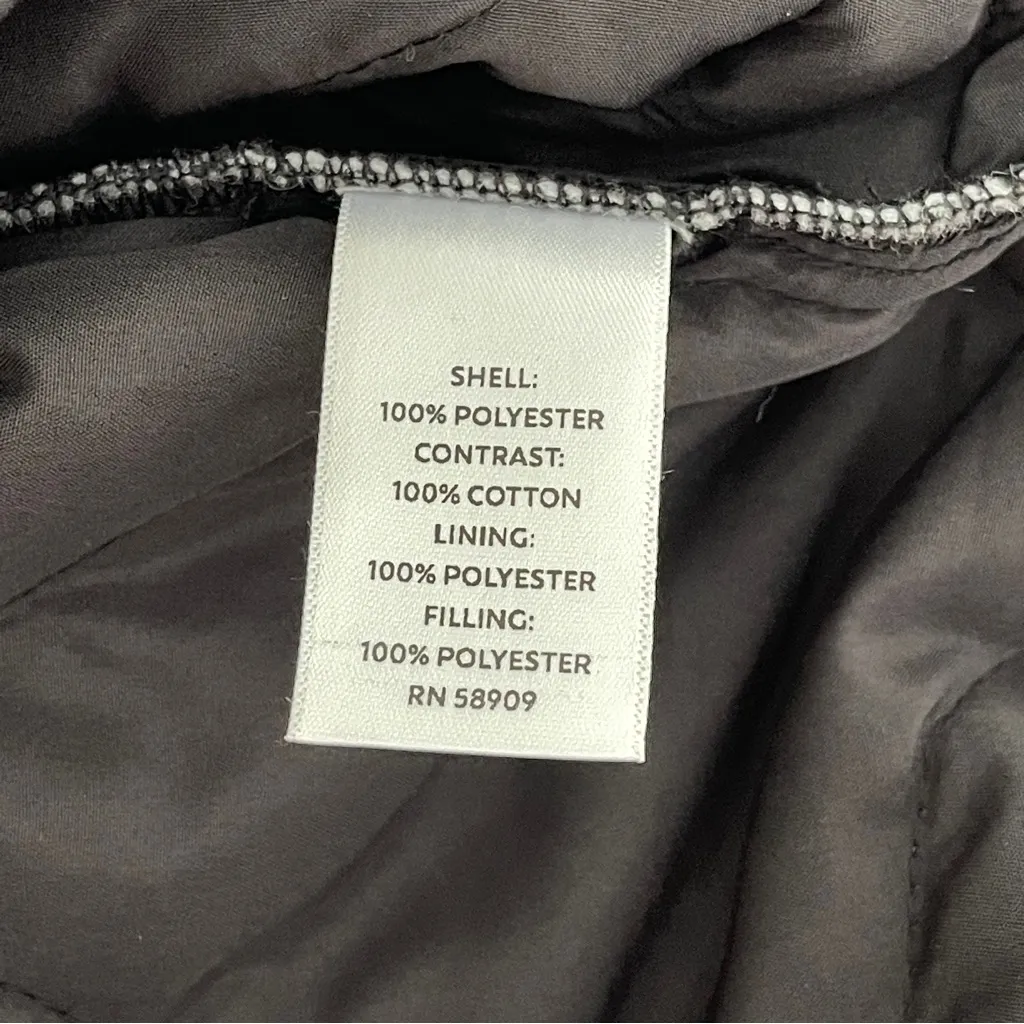 SHELL:
100% POLYESTER
CONTRAST:
100% COTTON
LINING:
100% POLYESTER
FILLING:
100% POLYESTER
RN 58909